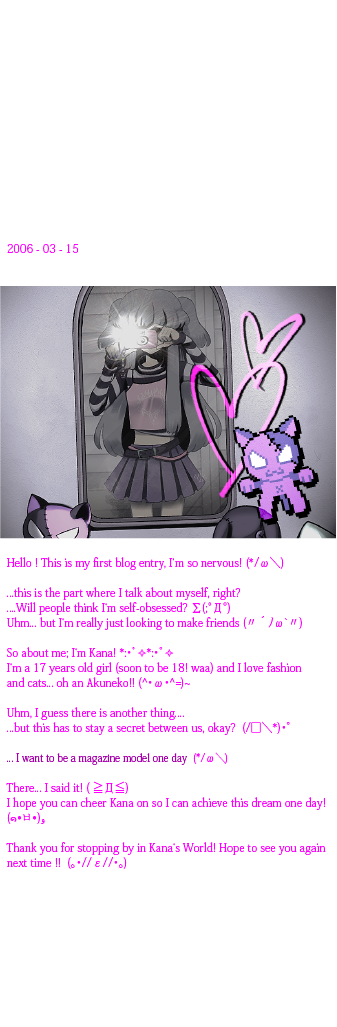 2006 - 03 - 15
Hello ! This is my first blog entry, I'm so nervous! (*/ω＼)
...this is the part where I talk about myself, right?
....Will people think I'm self-obsessed? Σ(;°Д°)
Uhm... but I'm really just looking to make friends (〃´ﾉω`〃)
So about me; I'm Kana! *:･ﾟ✧*:･ﾟ✧
I'm a 17 years old girl (soon to be 18! waa) and I love fashion
and cats... oh an Akuneko!! (^･ω･^=)~
Uhm, I guess there is another thing....
...but this has to stay a secret between us, okay? (/□＼*)･ﾟ
... I want to be a magazine model one day (*/ω＼)
There... I said it! (≧Д≦)
I hope you can cheer Kana on so I can achieve this dream one day!
(๑•ㅂ•)و
Thank you for stopping by in Kana's World! Hope to see you again
next time !! (｡･//ε//･｡)